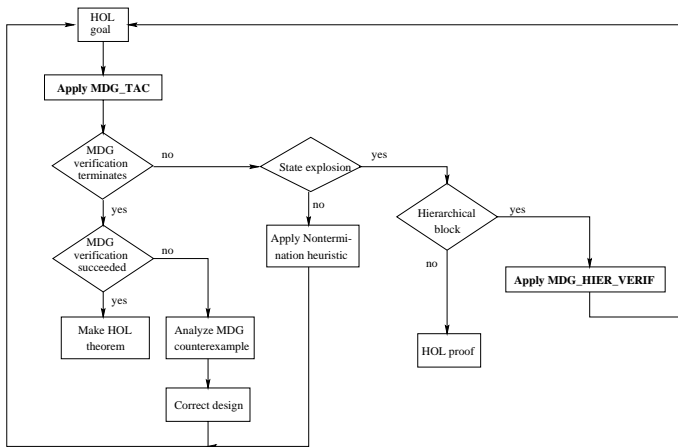 HOL
goal
Apply MDG_TAC
MDG
verification
terminates
no
State explosion
yes
yes
no
Hierarchical
block
yes
MDG
verification
succeeded
no
Apply Nontermi-
nation heuristic
no
Apply MDG_HIER_VERIF
yes
Make HOL
theorem
Analyze MDG
counterexample
HOL proof
Correct design